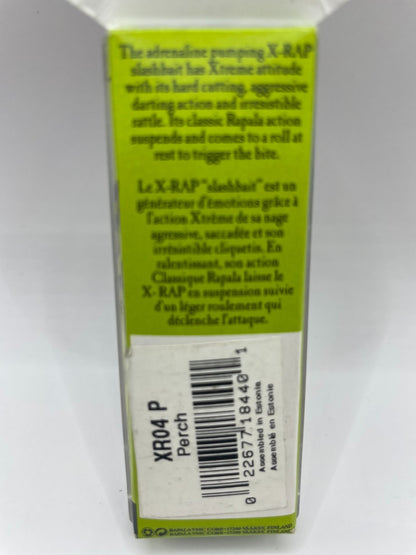 The adrenaline pumping X-RAP
slashbait has Xtreme attitude
with its hard cutting, aggressive
darting action and irresistible
rattle. Its classic Rapala action
suspends and comes to a roll at
rest to trigger the bite.
Le X-RAP "slashbait" est un
générateur d'émotions grâce à
l'action Xtrème de sa nage
agressive, saccadée et son
irrésistible cliquetis. En
ralentissant, son action
Classique Rapala laisse le
X-RAP en suspension suivie
d'un léger roulement qui
déclenche l'attaque.
XR04 P
Perch
0 22677 18440 1
Assembled in Estonia
Assemblé en Estonie